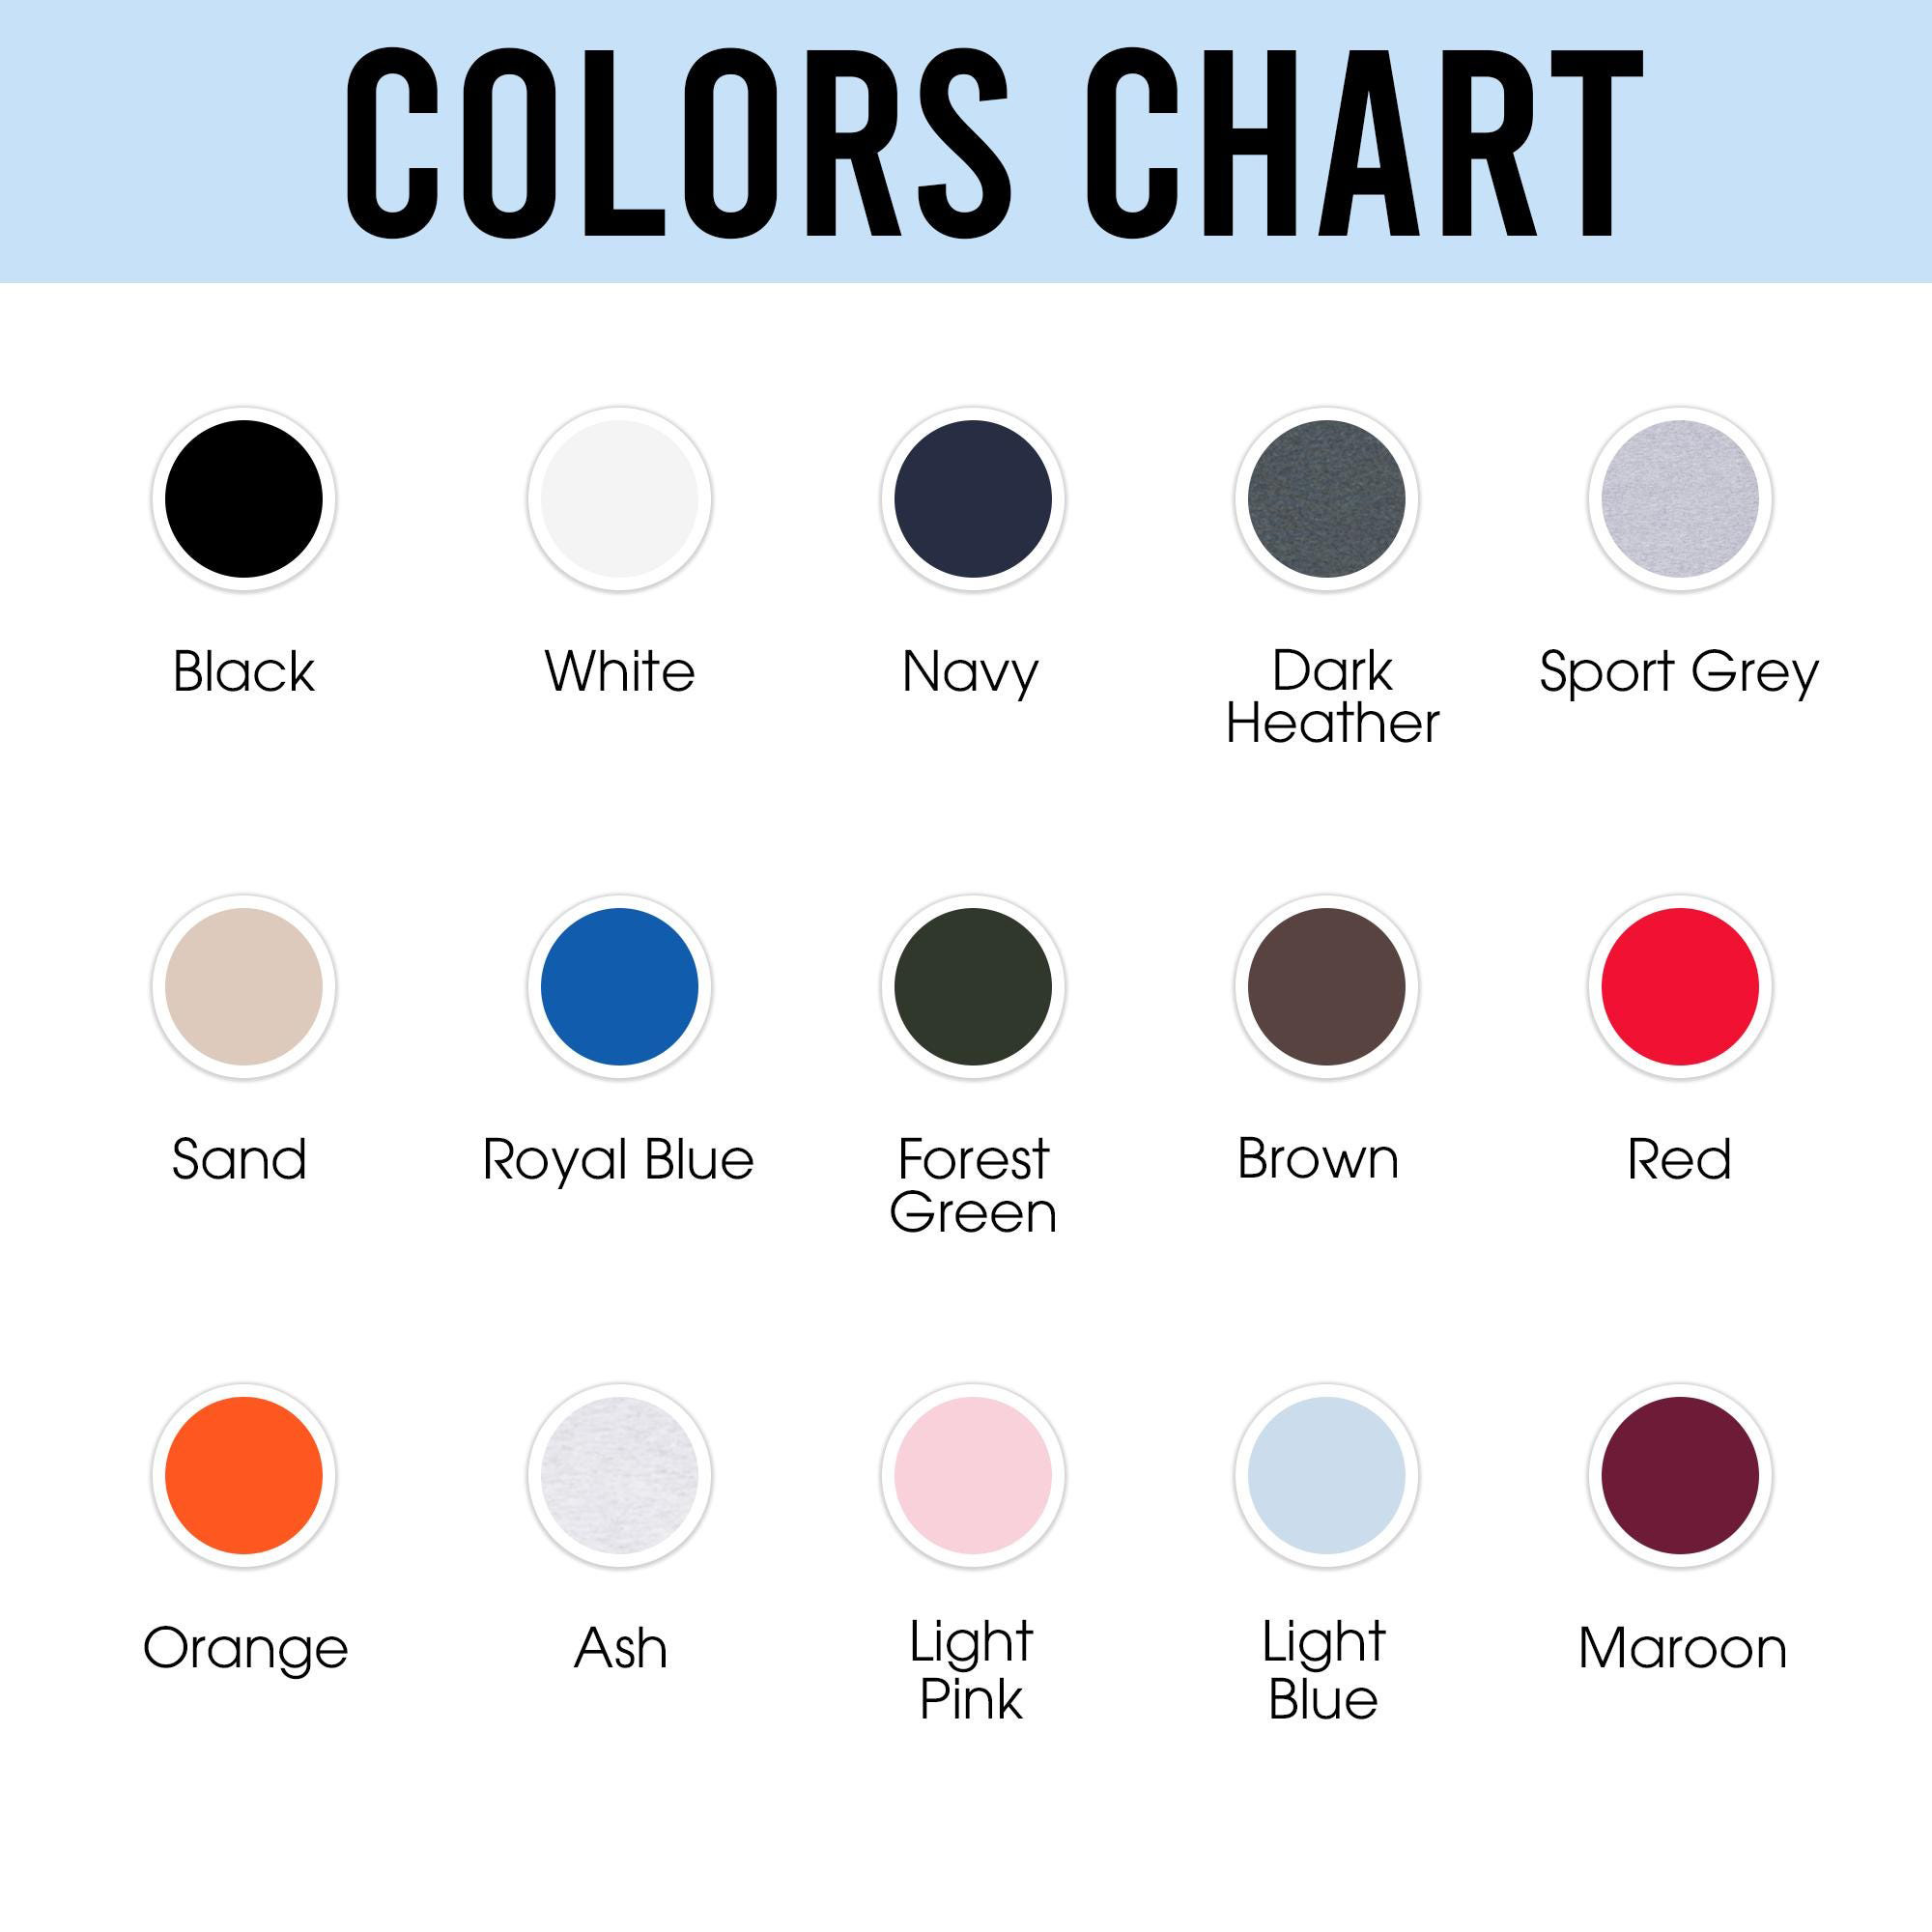 COLORS CHART
Black
White
Navy
Dark
Heather
Sport Grey
Sand
Royal Blue
Forest
Green
Brown
Red
Orange
Ash
Light
Pink
Light
Blue
Maroon